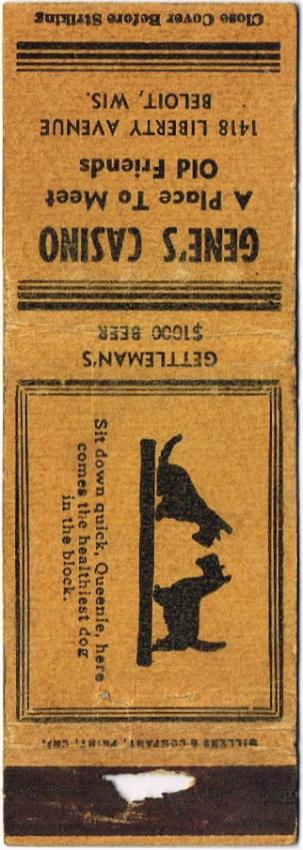 Close Cover Before Striking
GENE'S CASINO
A Place To Meet
Old Friends
1418 LIBERTY AVENUE
BELOIT, WIS.
GETTLEMAN'S
$1000 BEER
Sit down quick, Queenie, here
comes the healthiest dog
in the block.
& COMPANY,